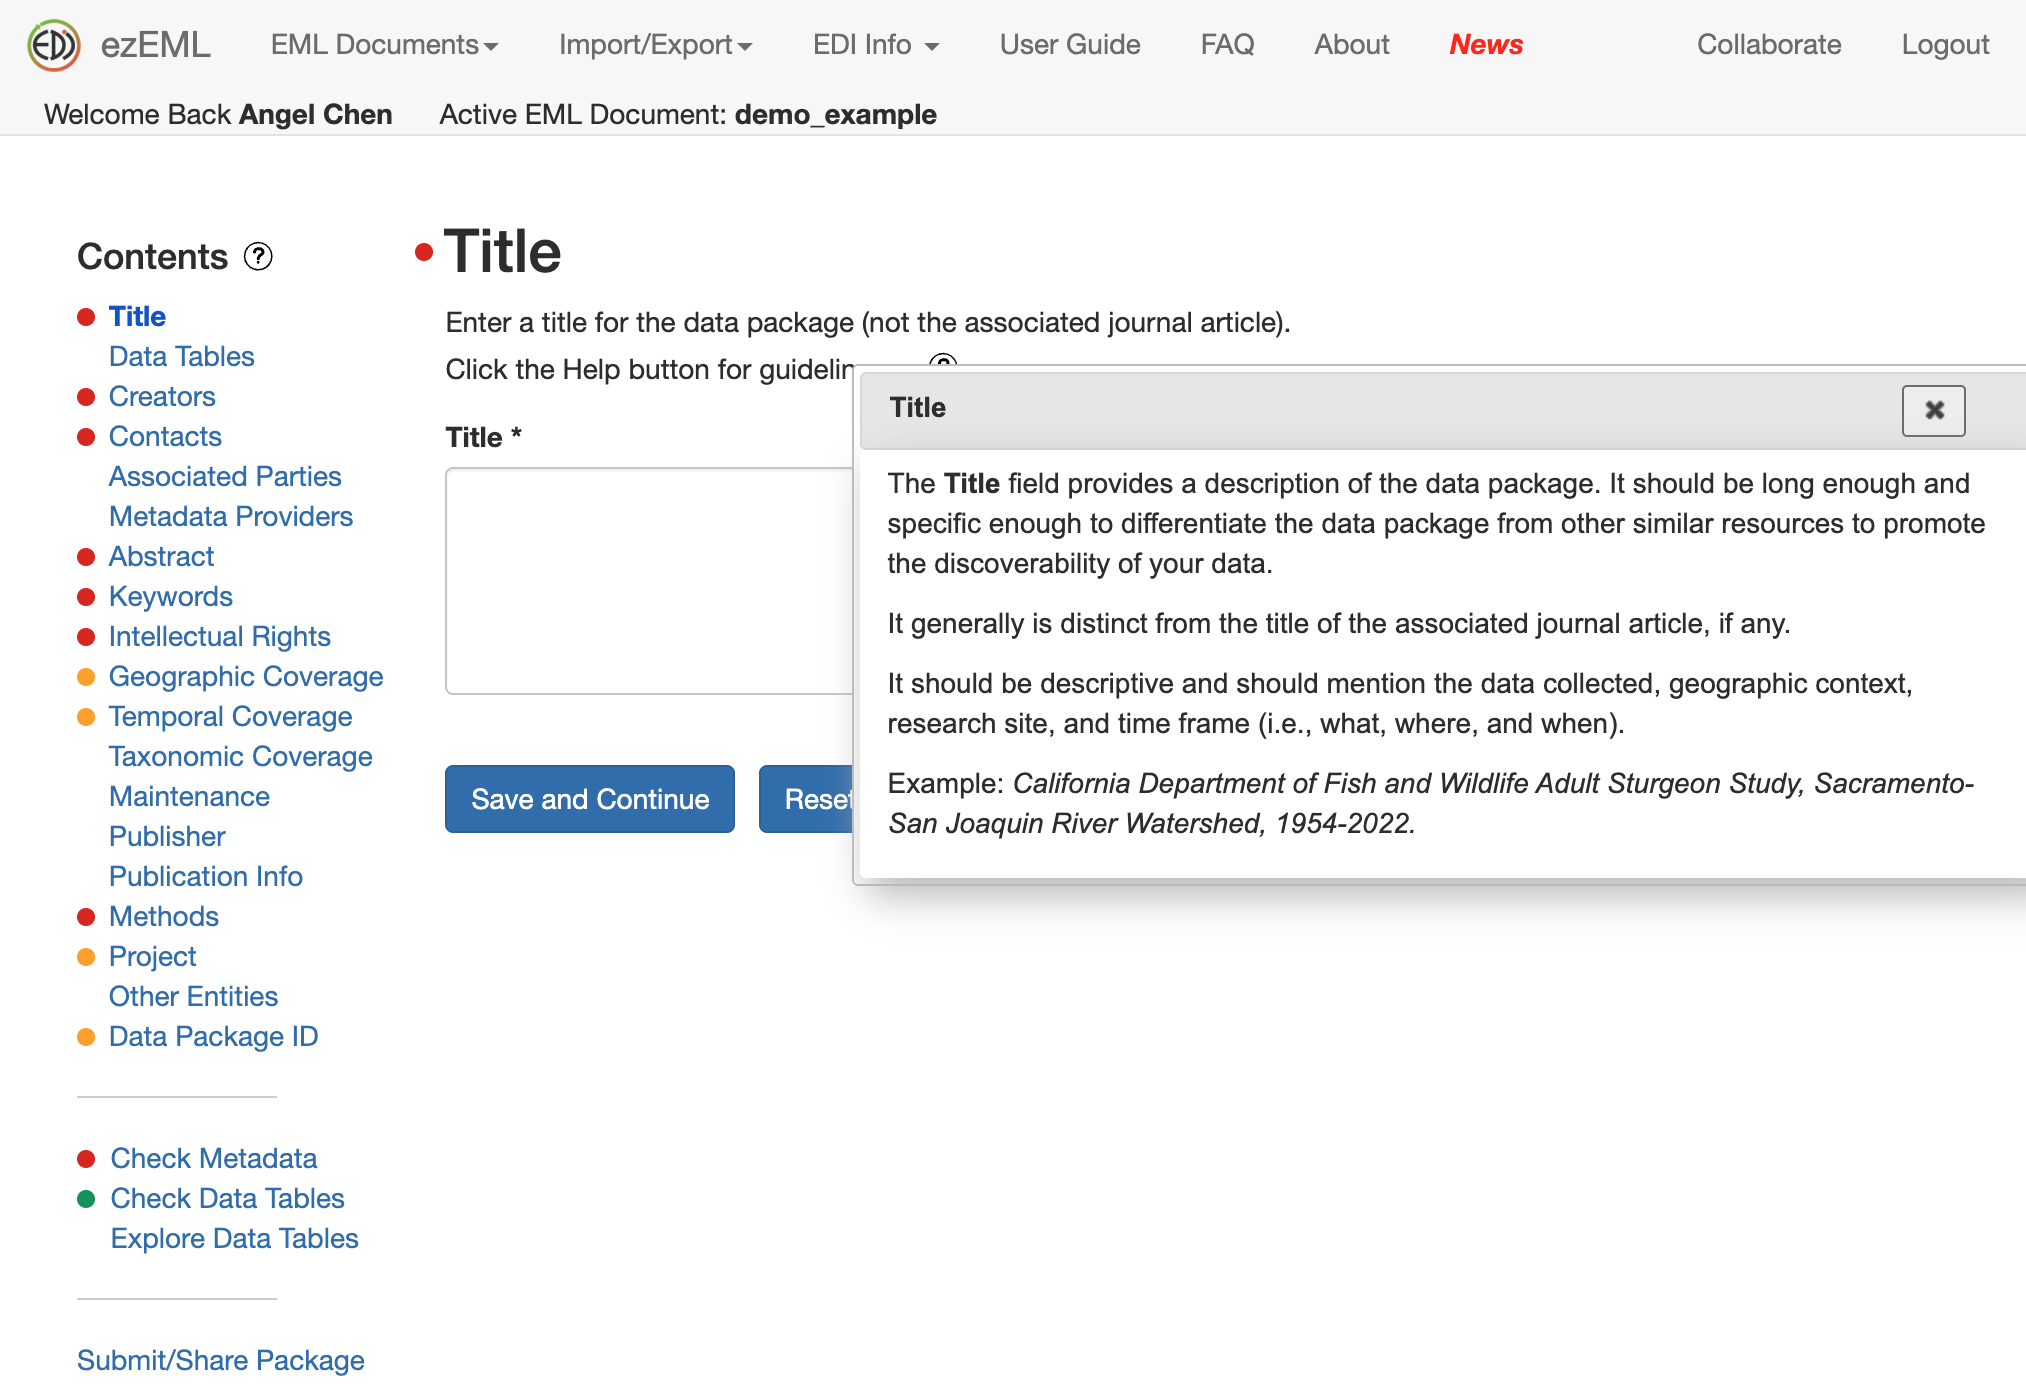 EDI ezEML EML Documents Import/Export EDI Info User Guide FAQ About News Collaborate Logout
Welcome Back Angel Chen Active EML Document: demo_example
Contents ?
Title
Data Tables
Creators
Contacts
Associated Parties
Metadata Providers
Abstract
Keywords
Intellectual Rights
Geographic Coverage
Temporal Coverage
Taxonomic Coverage
Maintenance
Publisher
Publication Info
Methods
Project
Other Entities
Data Package ID
Check Metadata
Check Data Tables
Explore Data Tables
Submit/Share Package
Title
Enter a title for the data package (not the associated journal article).
Click the Help button for
Title *
Save and Continue Reset
Title
The Title field provides a description of the data package. It should be long enough and
specific enough to differentiate the data package from other similar resources to promote
the discoverability of your data.
It generally is distinct from the title of the associated journal article, if any.
It should be descriptive and should mention the data collected, geographic context,
research site, and time frame (i.e., what, where, and when).
Example: California Department of Fish and Wildlife Adult Sturgeon Study, Sacramento-
San Joaquin River Watershed, 1954-2022.